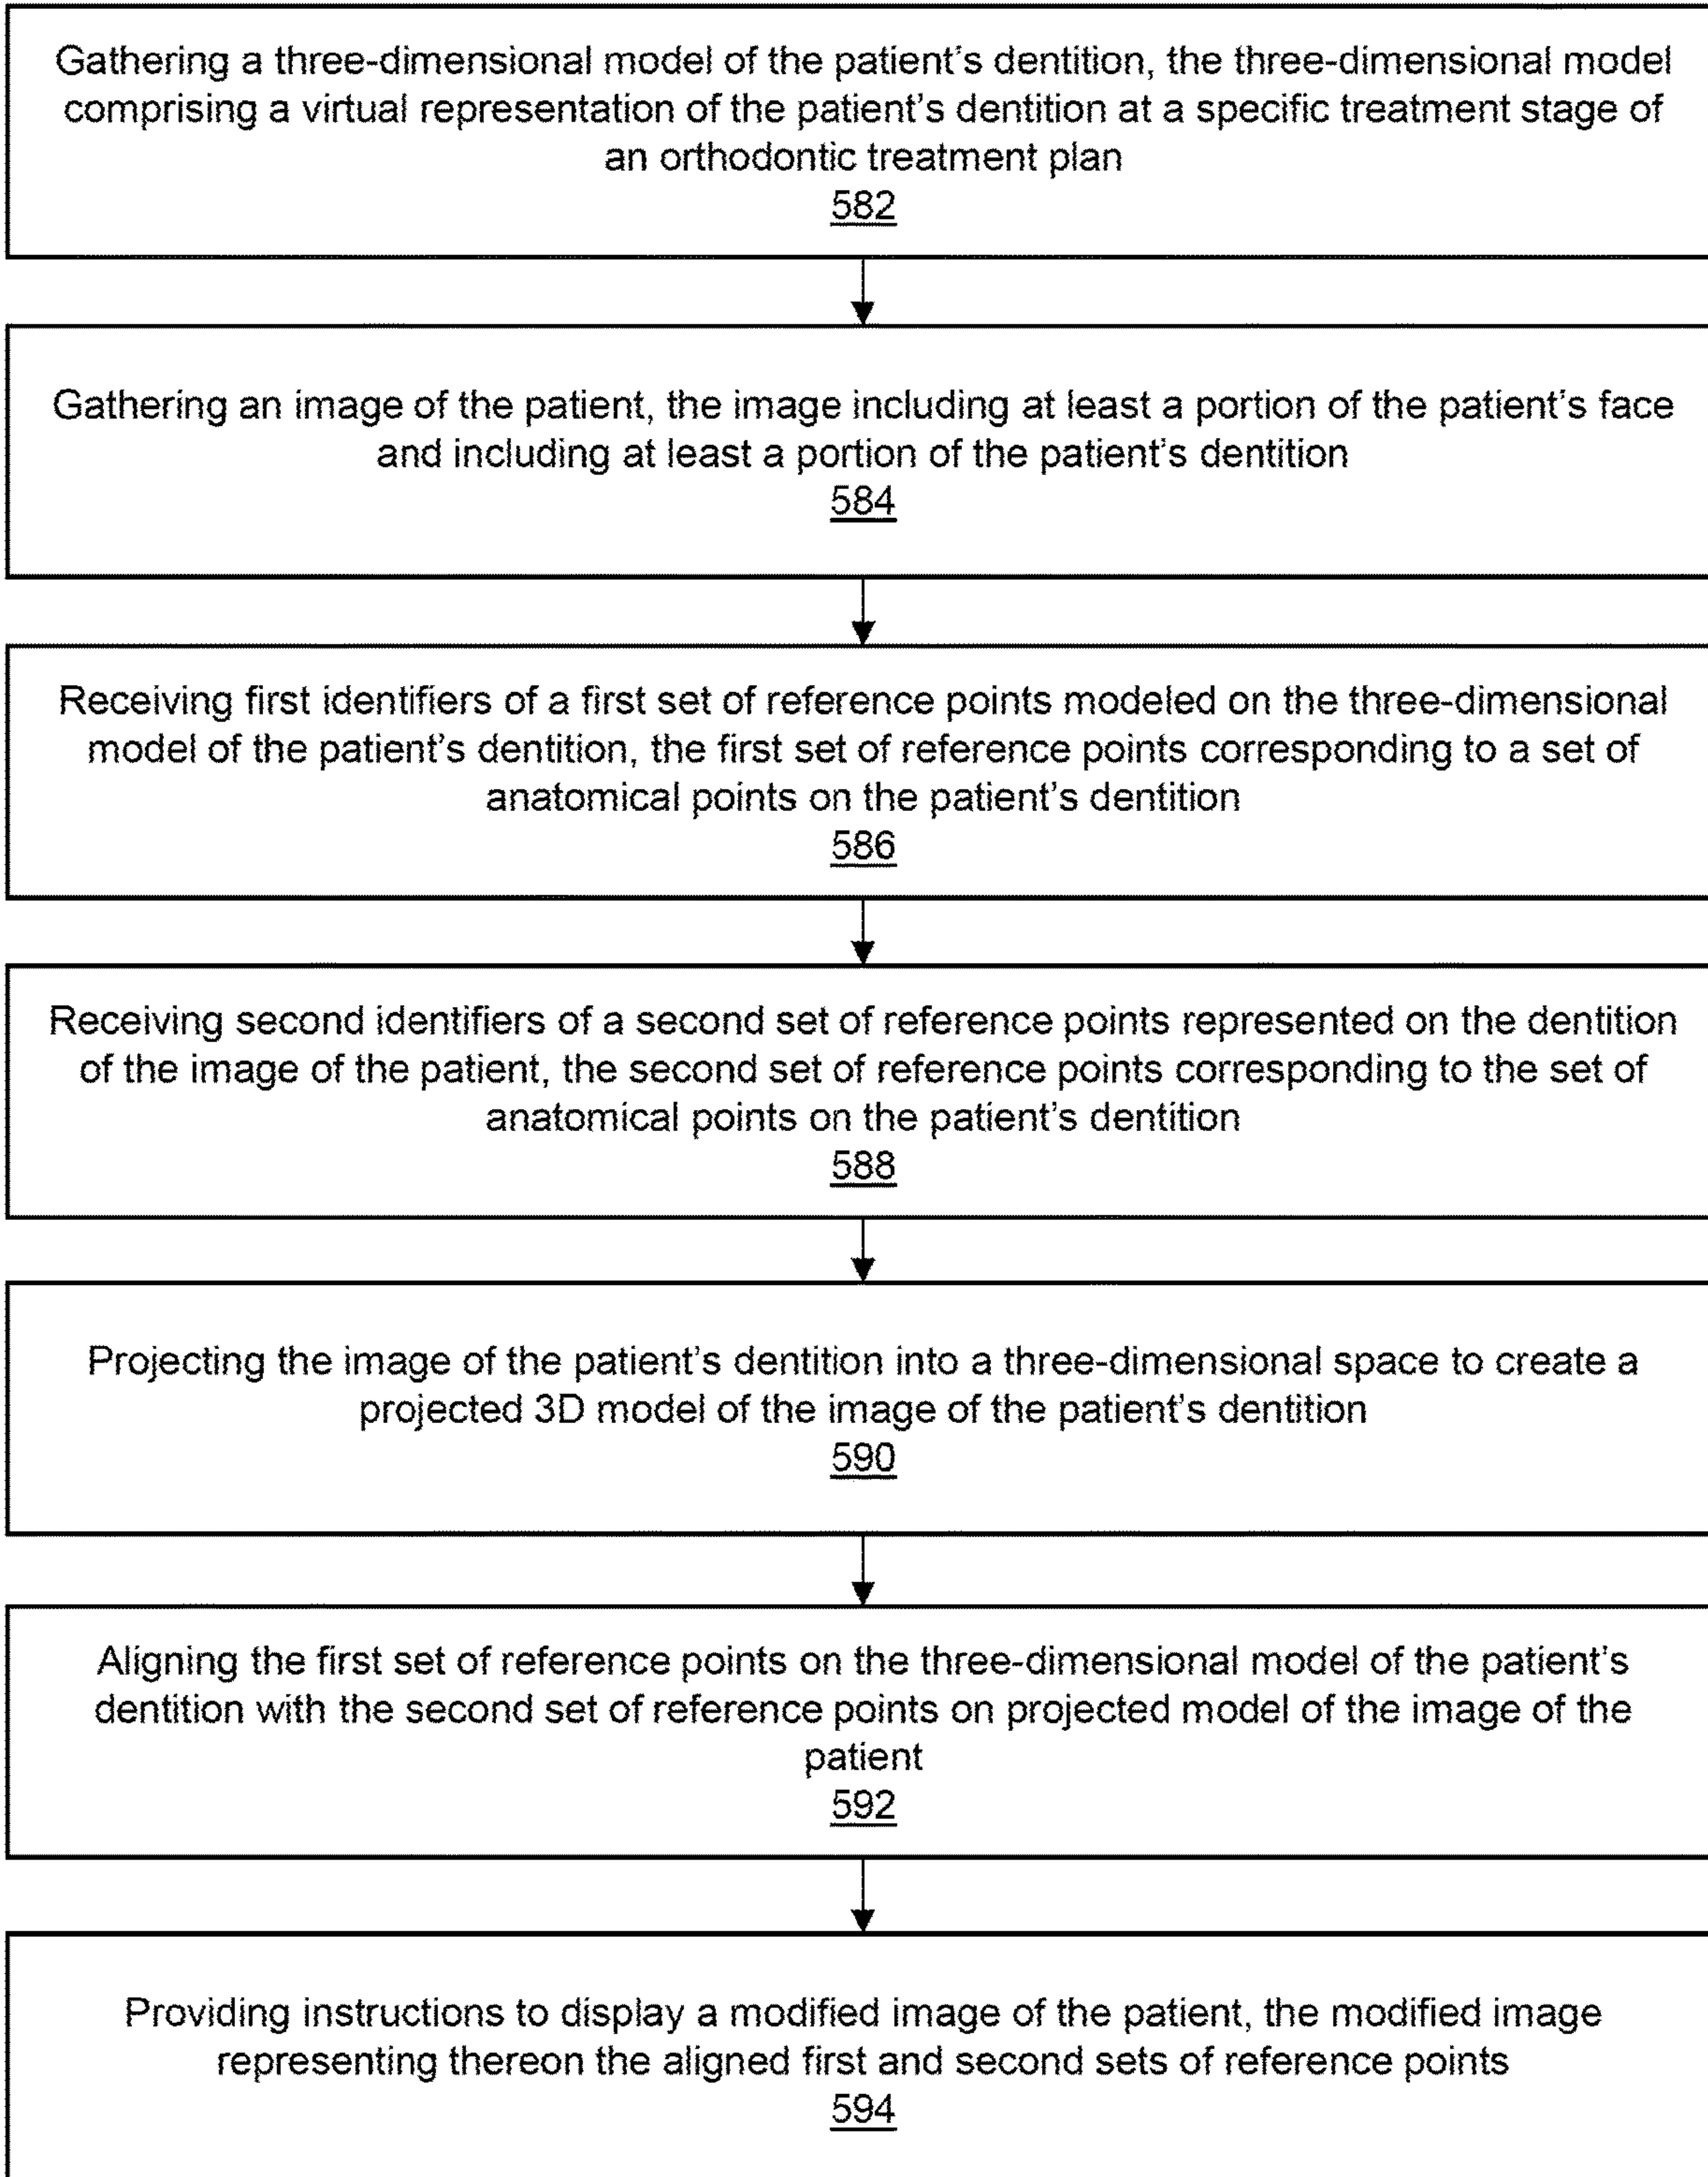 Gathering a three-dimensional model of the patient's dentition, the three-dimensional model
comprising a virtual representation of the patient's dentition at a specific treatment stage of
an orthodontic treatment plan
582
Gathering an image of the patient, the image including at least a portion of the patient's face
and including at least a portion of the patient's dentition
584
Receiving first identifiers of a first set of reference points modeled on the three-dimensional
model of the patient's dentition, the first set of reference points corresponding to a set of
anatomical points on the patient's dentition
586
Receiving second identifiers of a second set of reference points represented on the dentition
of the image of the patient, the second set of reference points corresponding to the set of
anatomical points on the patient's dentition
588
Projecting the image of the patient's dentition into a three-dimensional space to create a
projected 3D model of the image of the patient's dentition
590
Aligning the first set of reference points on the three-dimensional model of the patient's
dentition with the second set of reference points on projected model of the image of the
patient
592
Providing instructions to display a modified image of the patient, the modified image
representing thereon the aligned first and second sets of reference points
594